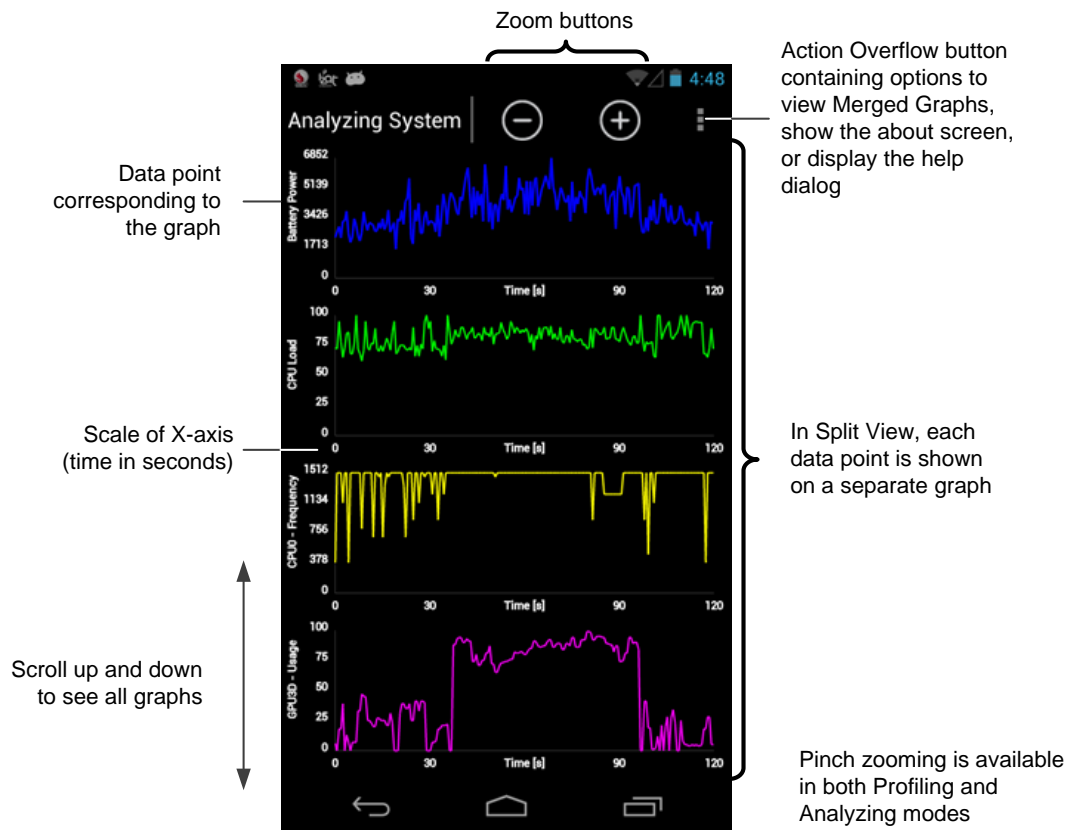 Zoom buttons
Action Overflow button
containing options to
view Merged Graphs,
show the about screen,
or display the help
dialog
4:48
Analyzing System
Data point
corresponding to
the graph
Battery Power
6852
5139
3425
1713
0
0
30
Time [s]
90
120
CPU Load
100
75
50
25
0
0
30
Time [s]
90
120
Scale of X-axis
(time in seconds)
In Split View, each
data point is shown
on a separate graph
CPU0 - Frequency
1512
1134
756
378
0
0
30
Time [s]
90
120
Scroll up and down
to see all graphs
GPU3D - Usage
100
75
50
25
0
0
30
Time [s]
90
120
Pinch zooming is available
in both Profiling and
Analyzing modes